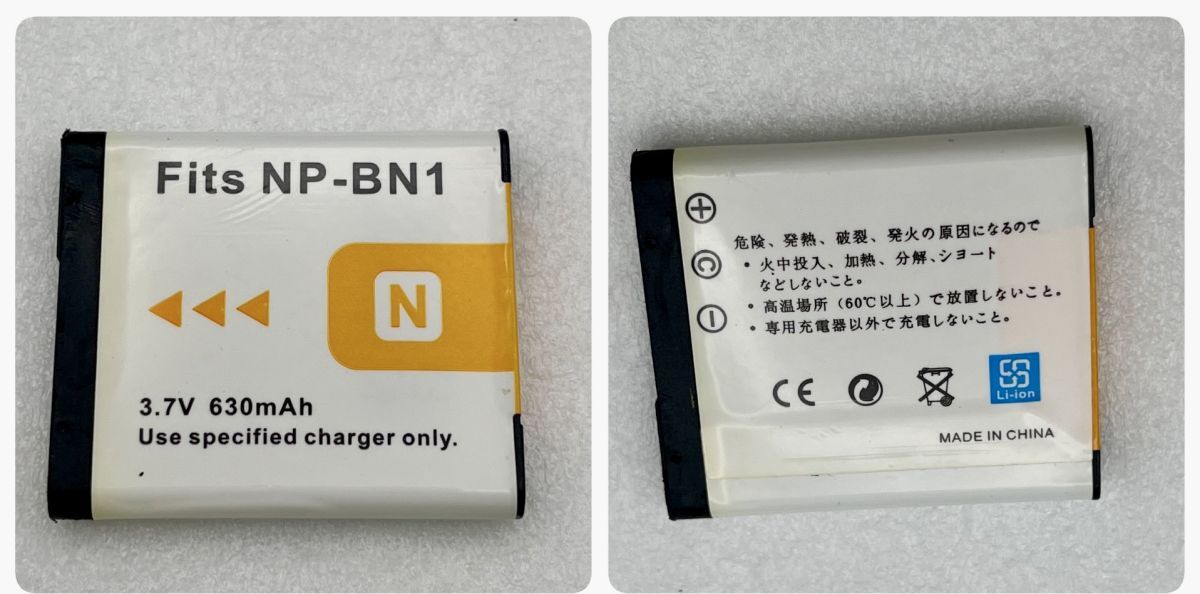 Fits NP-BN1
N
3.7V 630mAh
Use specified charger only.
+
C
−
危険、発熱、破裂、発火の原因になるので
・火中投入、加熱、分解、シヨート
などしないこと。
・高温場所（60℃以上）で放置しないこと。
・専用充電器以外で充電しないこと。
CE
Li-ion
MADE IN CHINA